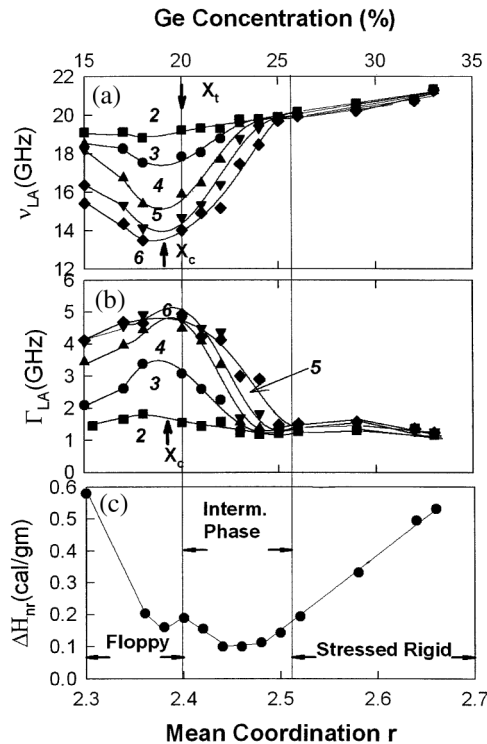 Ge Concentration (%)
15 20 25 30 35
(a)
X_t
ν_LA(GHz)
22
20
18
16
14
12
2
3
4
5
6
X_c
(b)
Γ_LA(GHz)
6
5
4
3
2
1
0
6
4
3
2
5
X_c
(c)
ΔH_nr(cal/gm)
0.6
0.5
0.4
0.3
0.2
0.1
0.0
Interm.
Phase
Floppy
Stressed Rigid
2.3 2.4 2.5 2.6 2.7
Mean Coordination r